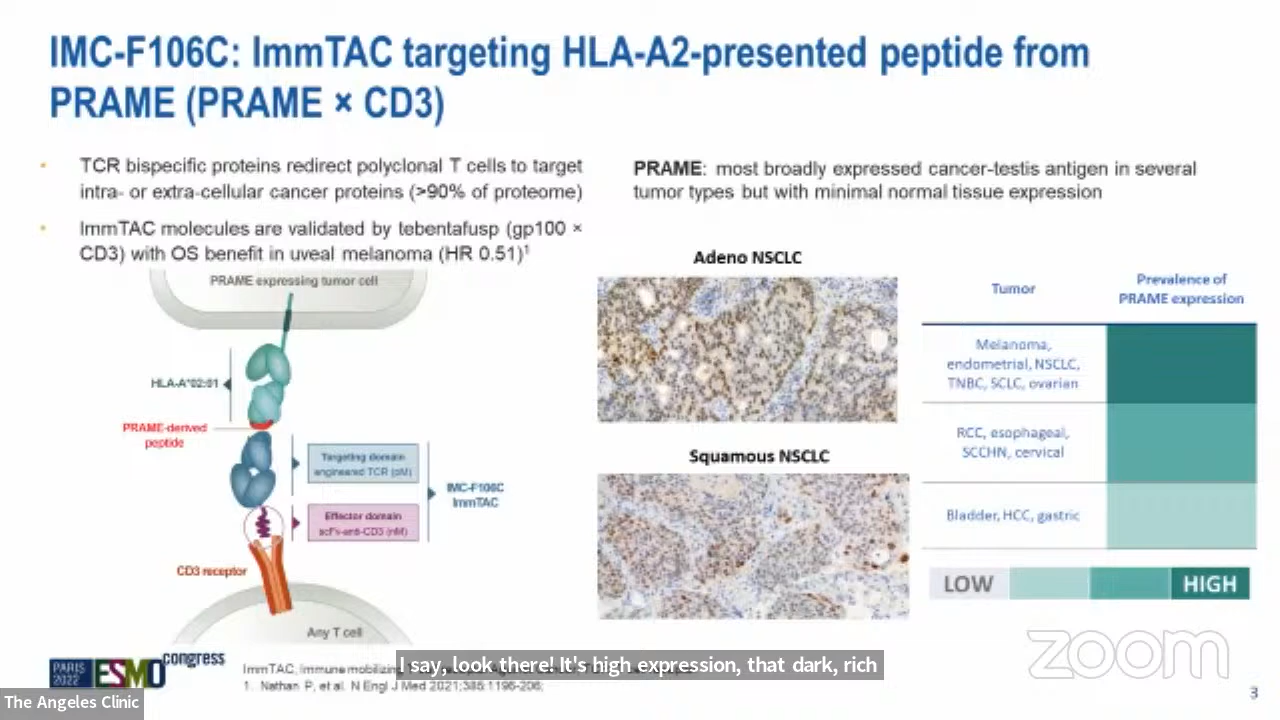 IMC-F106C: ImmTAC targeting HLA-A2-presented peptide from
PRAME (PRAME × CD3)
• TCR bispecific proteins redirect polyclonal T cells to target
intra- or extra-cellular cancer proteins (>90% of proteome)
• ImmTAC molecules are validated by tebentafusp (gp100 ×
CD3) with OS benefit in uveal melanoma (HR 0.51)¹
PRAME expressing tumor cell
HLA-A*02:01
PRAME-derived
peptide
Targeting domain
engineered TCR (pM)
Effector domain
scFv-anti-CD3 (nM)
IMC-F106C
ImmTAC
CD3 receptor
Any T cell
PRAME: most broadly expressed cancer-testis antigen in several
tumor types but with minimal normal tissue expression
Adeno NSCLC
Squamous NSCLC
Tumor
Prevalence of
PRAME expression
Melanoma,
endometrial, NSCLC,
TNBC, SCLC, ovarian
RCC, esophageal,
SCCHN, cervical
Bladder, HCC, gastric
LOW
HIGH
PARIS
2022
ESMO congress
ImmTAC, Immune mobilizing
1. Nathan P, et al. N Engl J Med 2021;385:1196-206;
I say, look there! It's high expression, that dark, rich
zoom
The Angeles Clinic
3